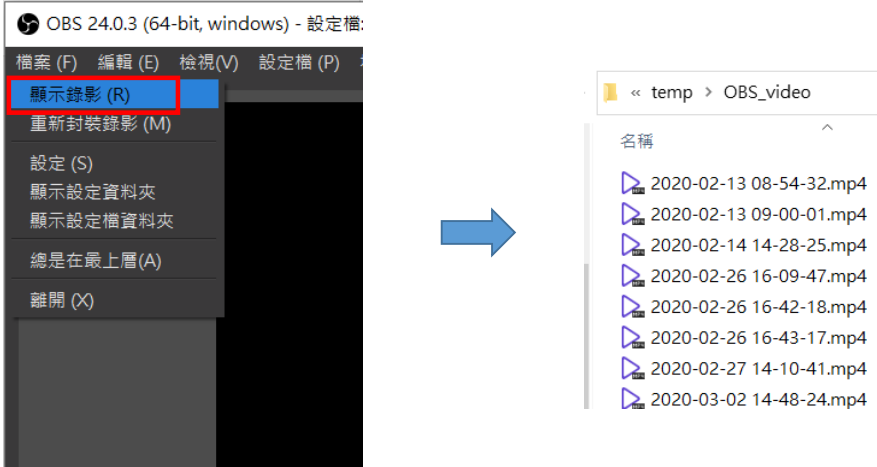 OBS 24.0.3 (64-bit, windows) - 設定檔:
檔案 (F) 編輯 (E) 檢視(V) 設定檔 (P)
顯示錄影 (R)
重新封裝錄影 (M)
設定 (S)
顯示設定資料夾
顯示設定檔資料夾
總是在最上層(A)
離開 (X)
« temp > OBS_video
名稱
2020-02-13 08-54-32.mp4
2020-02-13 09-00-01.mp4
2020-02-14 14-28-25.mp4
2020-02-26 16-09-47.mp4
2020-02-26 16-42-18.mp4
2020-02-26 16-43-17.mp4
2020-02-27 14-10-41.mp4
2020-03-02 14-48-24.mp4